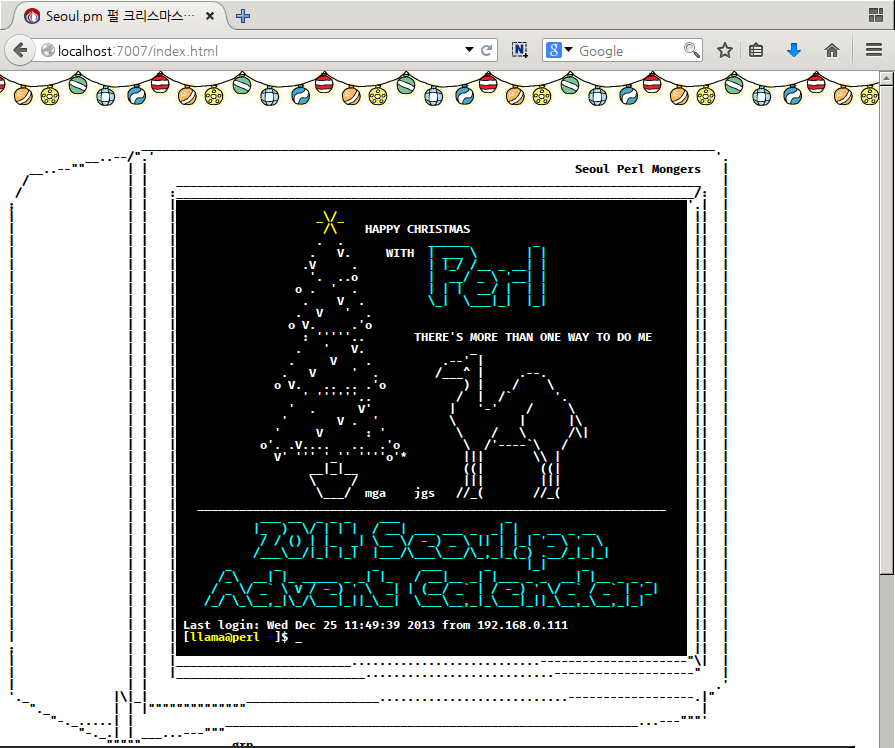 Seoul.pm 펄 크리스마스…
localhost:7007/index.html
Google
Seoul Perl Mongers
HAPPY CHRISTMAS
WITH Perl
THERE'S MORE THAN ONE WAY TO DO ME
mga jgs
2014 Seoul.pm
Advent Calendar
Last login: Wed Dec 25 11:49:39 2013 from 192.168.0.111
[llama@perl ~]$ _
grp